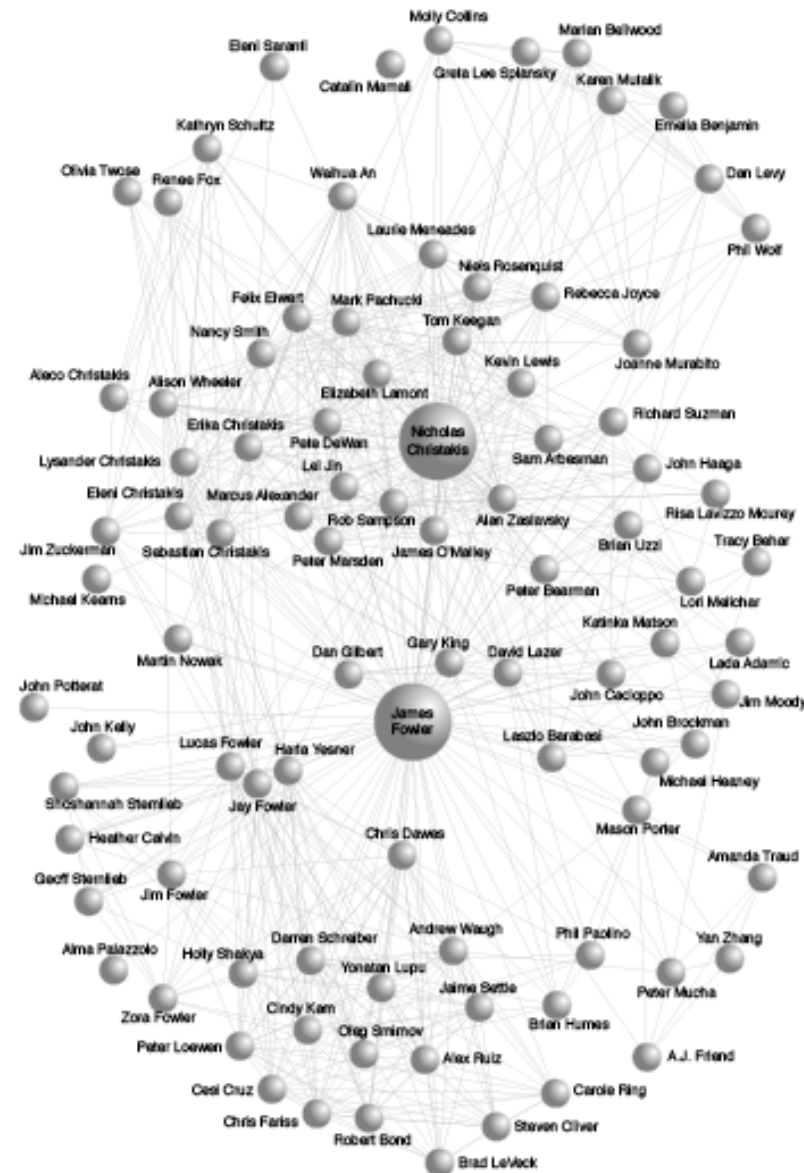 Molly Collins
Marian Bellwood
Eleni Saranti
Catalin Mamali
Greta Lee Splansky
Karen Mutalik
Emelia Benjamin
Kathryn Schultz
Olivia Twose
Renee Fox
Weihua An
Dan Levy
Phil Wolf
Laurie Meneades
Niels Rosenquist
Felix Elwert
Mark Pachucki
Rebecca Joyce
Nancy Smith
Tom Keegan
Joanne Murabito
Kevin Lewis
Aleco Christakis
Alison Wheeler
Elizabeth Lamont
Richard Suzman
Erika Christakis
Pete DeWan
Nicholas
Christakis
Sam Arbesman
Lysander Christakis
Lei Jin
John Haaga
Eleni Christakis
Marcus Alexander
Rob Sampson
Alan Zaslavsky
Risa Lavizzo Mourey
Jim Zuckerman
Sebastian Christakis
Peter Marsden
James O'Malley
Brian Uzzi
Tracy Behar
Michael Kearns
Peter Bearman
Lori Melichar
Katinka Matson
Martin Nowak
Dan Gilbert
Gary King
David Lazer
Lada Adamic
John Potterat
John Cacioppo
Jim Moody
James
Fowler
John Kelly
Lucas Fowler
Harla Yesner
Laszlo Barabasi
John Brockman
Michael Heaney
Shoshannah Sternlieb
Jay Fowler
Mason Porter
Heather Calvin
Chris Dawes
Amanda Traud
Geoff Sternlieb
Jim Fowler
Alma Palazzolo
Holly Shakya
Darren Schreiber
Andrew Waugh
Phil Paolino
Yan Zhang
Yonatan Lupu
Jaime Settle
Peter Mucha
Zora Fowler
Cindy Kam
Brian Humes
Peter Loewen
Oleg Smirnov
Alex Ruiz
A.J. Friend
Cesi Cruz
Carole Ring
Chris Fariss
Robert Bond
Steven Oliver
Brad LeVeck